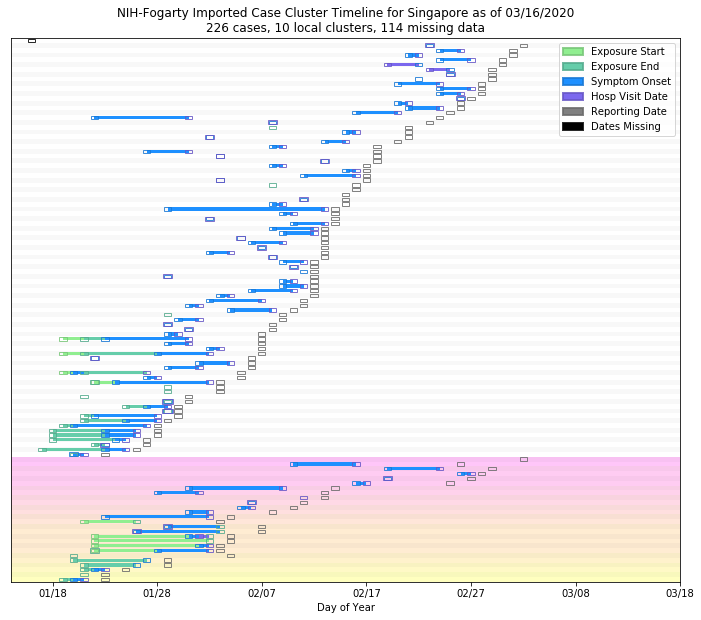 NIH-Fogarty Imported Case Cluster Timeline for Singapore as of 03/16/2020
226 cases, 10 local clusters, 114 missing data
Exposure Start
Exposure End
Symptom Onset
Hosp Visit Date
Reporting Date
Dates Missing
01/18 01/28 02/07 02/17 02/27 03/08 03/18
Day of Year